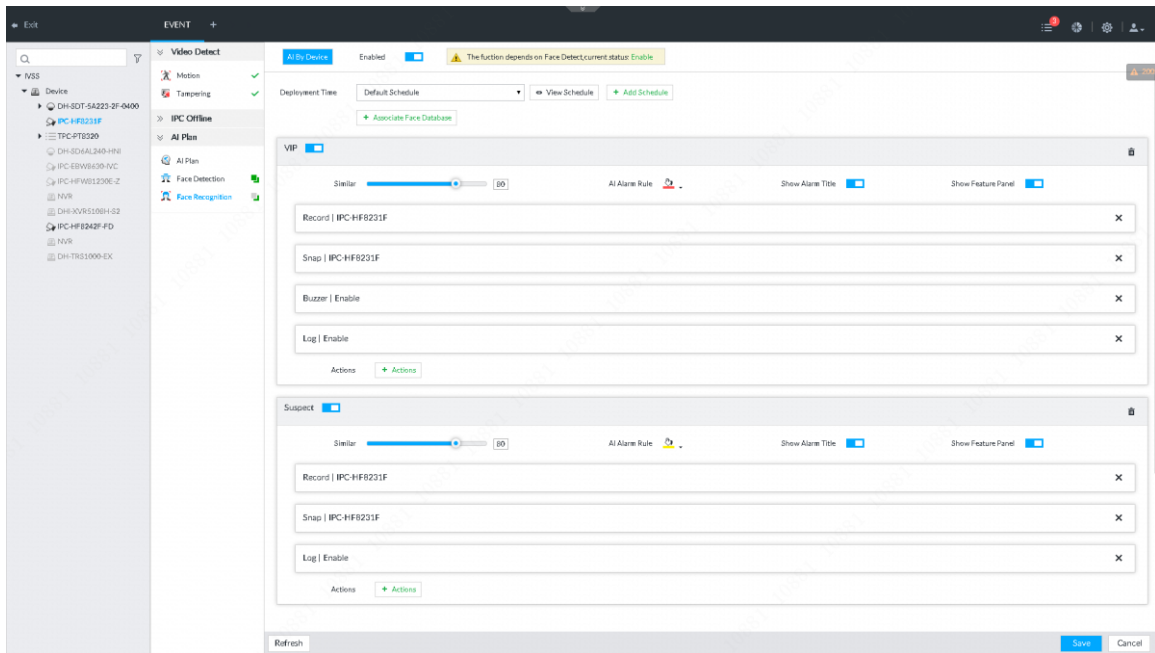 Exit
EVENT +
3
IVSS
Device
DH-SDT-5A223-2F-0400
IPC-HF8231F
TPC-PT8320
DH-SD6AL240-HNI
IPC-EBW8630-IVC
IPC-HFW81230E-Z
NVR
DHI-XVR5108H-S2
IPC-HF8242F-FD
NVR
DH-TRS1000-EX
Video Detect
Motion
Tampering
IPC Offline
AI Plan
AI Plan
Face Detection
Face Recognition
AI By Device Enabled The fuction depends on Face Detect,current status: Enable
Deployment Time Default Schedule View Schedule + Add Schedule
+ Associate Face Database
VIP
Similar 80 AI Alarm Rule Show Alarm Title Show Feature Panel
Record | IPC-HF8231F
Snap | IPC-HF8231F
Buzzer | Enable
Log | Enable
Actions + Actions
Suspect
Similar 80 AI Alarm Rule Show Alarm Title Show Feature Panel
Record | IPC-HF8231F
Snap | IPC-HF8231F
Log | Enable
Actions + Actions
Refresh Save Cancel